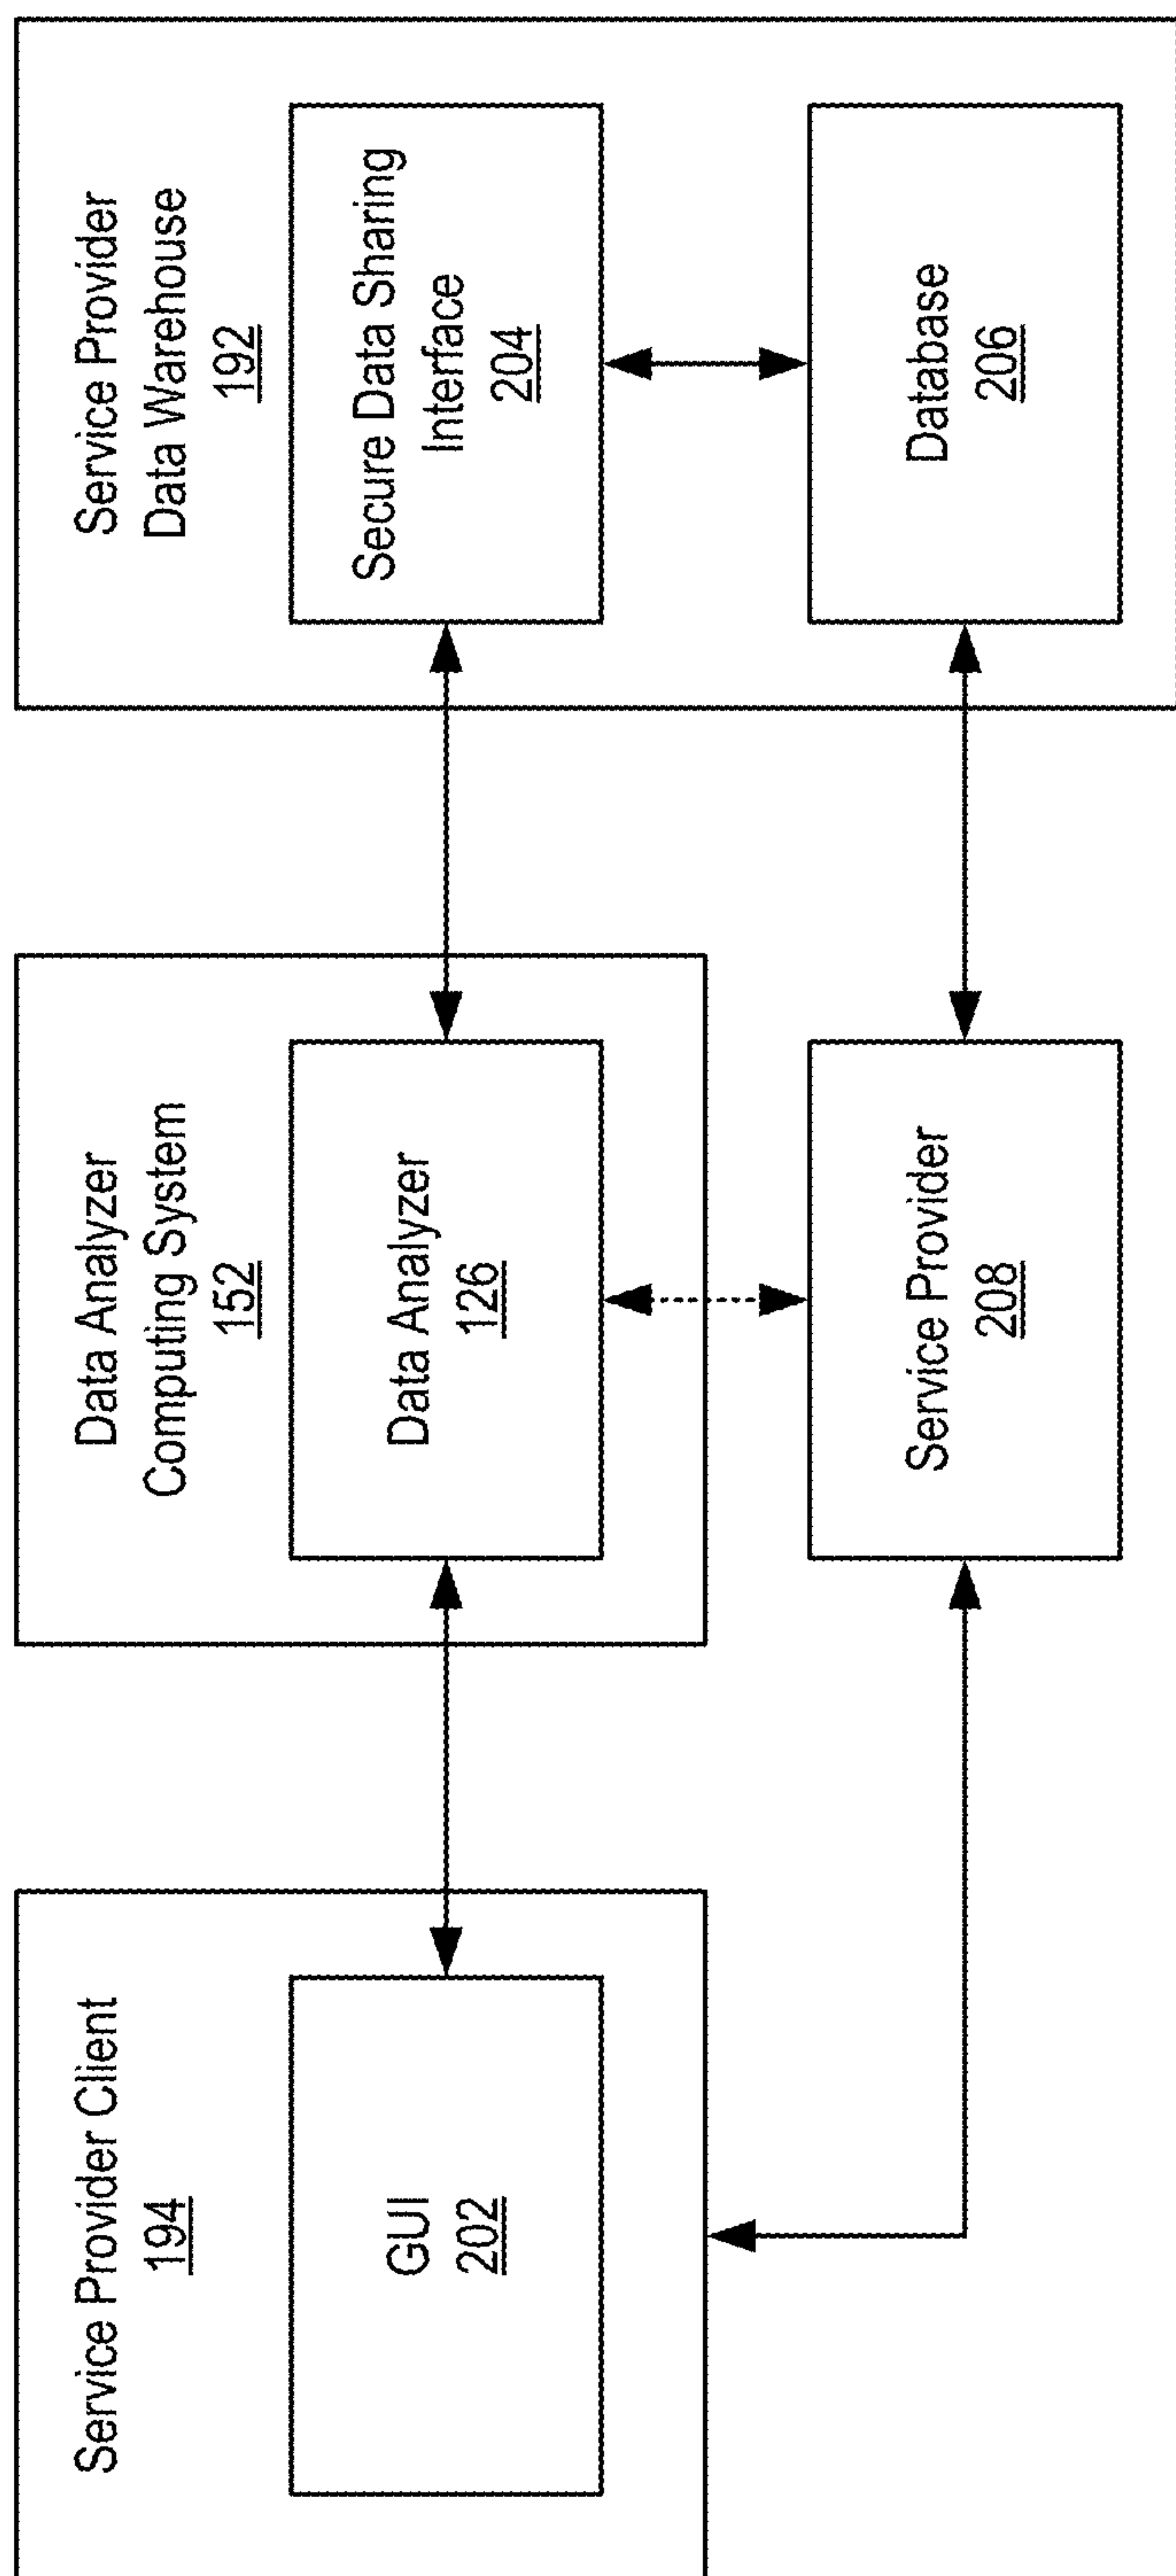 Service Provider Client
194
GUI
202
Data Analyzer
Computing System
152
Data Analyzer
126
Service Provider
208
Service Provider
Data Warehouse
192
Secure Data Sharing
Interface
204
Database
206